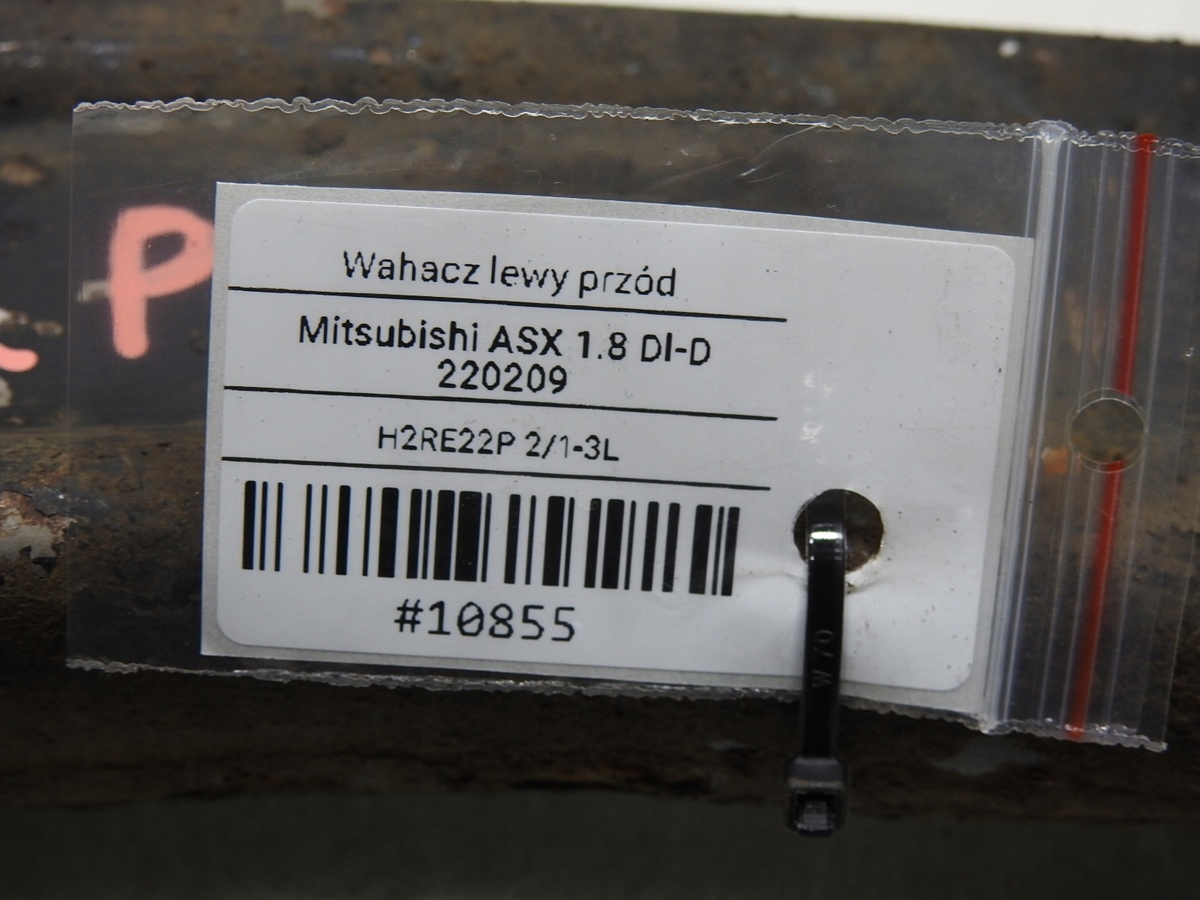 P
Wahacz lewy przód
Mitsubishi ASX 1.8 DI-D
220209
H2RE22P 2/1-3L
#10855